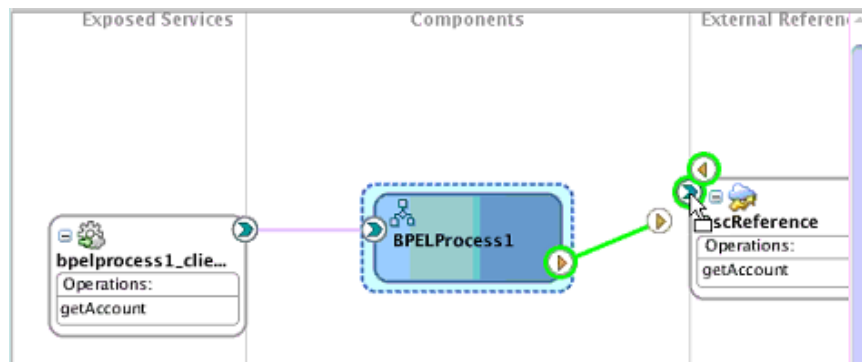 Exposed Services
Components
External Referen
bpelprocess1_clie...
Operations:
getAccount
BPELProcess1
scReference
Operations:
getAccount